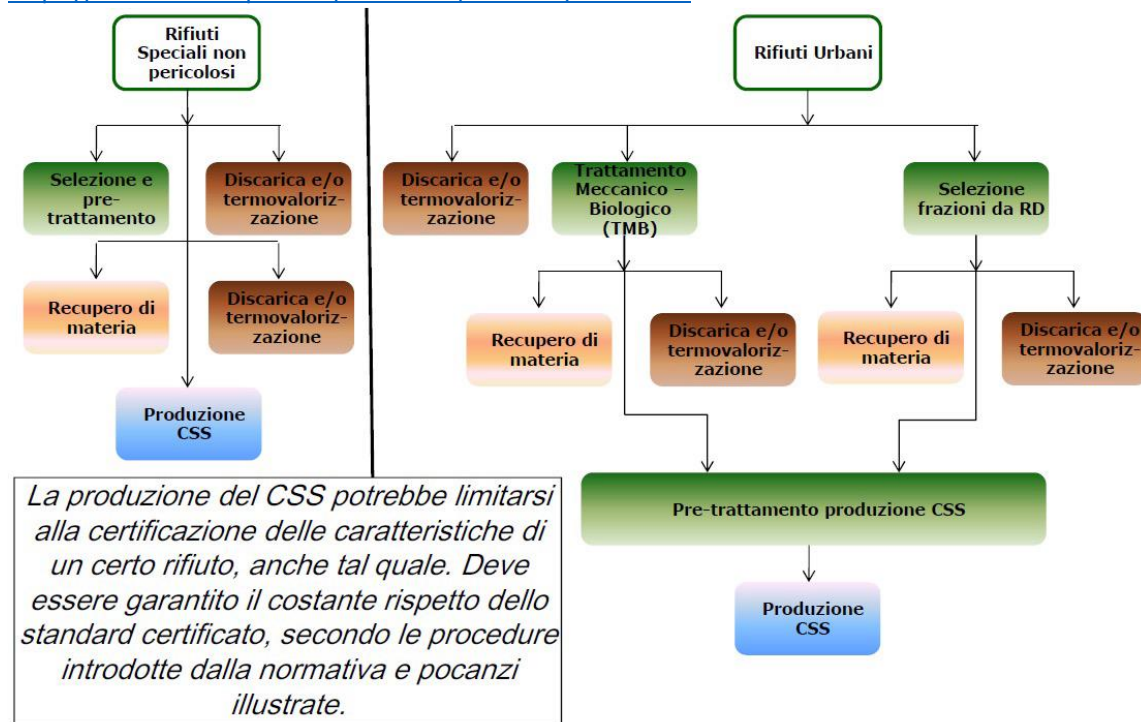 Rifiuti
Speciali non
pericolosi
Selezione e
pre-
trattamento
Discarica e/o
termovaloriz-
zazione
Recupero di
materia
Discarica e/o
termovaloriz-
zazione
Produzione
CSS
La produzione del CSS potrebbe limitarsi
alla certificazione delle caratteristiche di
un certo rifiuto, anche tal quale. Deve
essere garantito il costante rispetto dello
standard certificato, secondo le procedure
introdotte dalla normativa e pocanzi
illustrate.
Rifiuti Urbani
Discarica e/o
termovaloriz-
zazione
Trattamento
Meccanico –
Biologico
(TMB)
Selezione
frazioni da RD
Recupero di
materia
Discarica e/o
termovaloriz-
zazione
Recupero di
materia
Discarica e/o
termovaloriz-
zazione
Pre-trattamento produzione CSS
Produzione
CSS